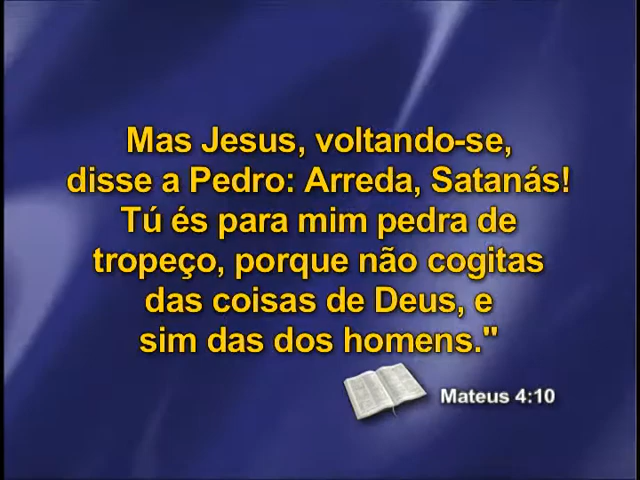 Mas Jesus, voltando-se,
disse a Pedro: Arreda, Satanás!
Tú és para mim pedra de
tropeço, porque não cogitas
das coisas de Deus, e
sim das dos homens."
Mateus 4:10